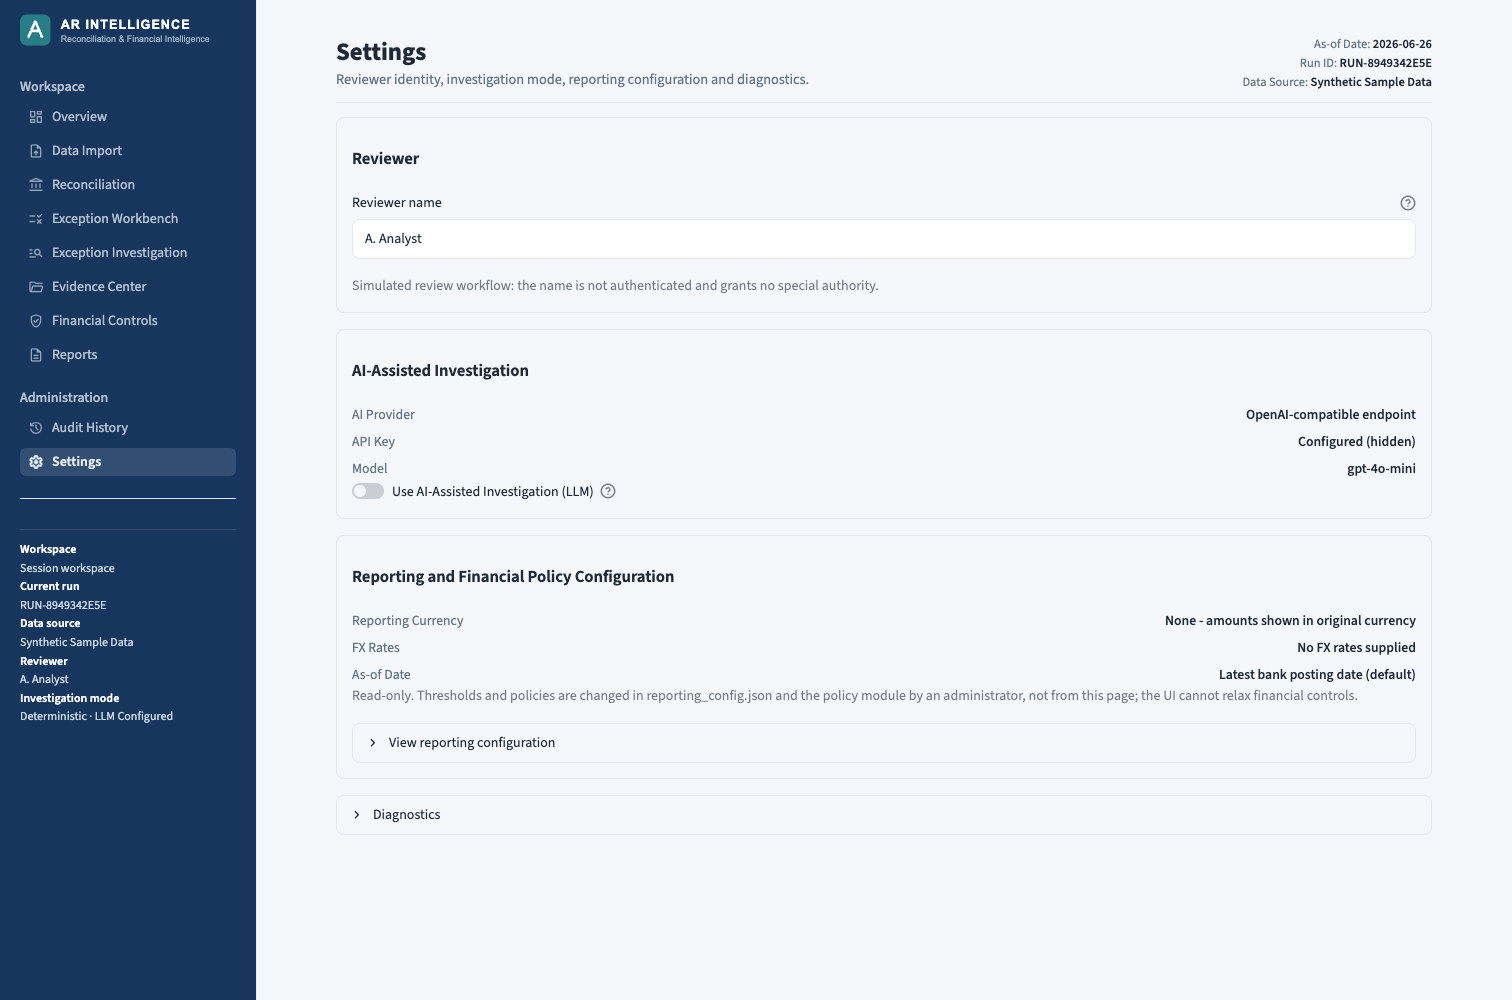 AR INTELLIGENCE
Reconciliation & Financial Intelligence
Workspace
Overview
Data Import
Reconciliation
Exception Workbench
Exception Investigation
Evidence Center
Financial Controls
Reports
Administration
Audit History
Settings
Workspace
Session workspace
Current run
RUN-8949342E5E
Data source
Synthetic Sample Data
Reviewer
A. Analyst
Investigation mode
Deterministic · LLM Configured
Settings
Reviewer identity, investigation mode, reporting configuration and diagnostics.
As-of Date: 2026-06-26
Run ID: RUN-8949342E5E
Data Source: Synthetic Sample Data
Reviewer
Reviewer name
A. Analyst
Simulated review workflow: the name is not authenticated and grants no special authority.
AI-Assisted Investigation
AI Provider OpenAI-compatible endpoint
API Key Configured (hidden)
Model gpt-4o-mini
Use AI-Assisted Investigation (LLM)
Reporting and Financial Policy Configuration
Reporting Currency None - amounts shown in original currency
FX Rates No FX rates supplied
As-of Date Latest bank posting date (default)
Read-only. Thresholds and policies are changed in reporting_config.json and the policy module by an administrator, not from this page; the UI cannot relax financial controls.
View reporting configuration
Diagnostics